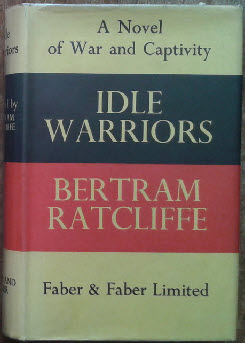 A Novel
of War and Captivity
IDLE
WARRIORS
BERTRAM
RATCLIFFE
Faber & Faber Limited